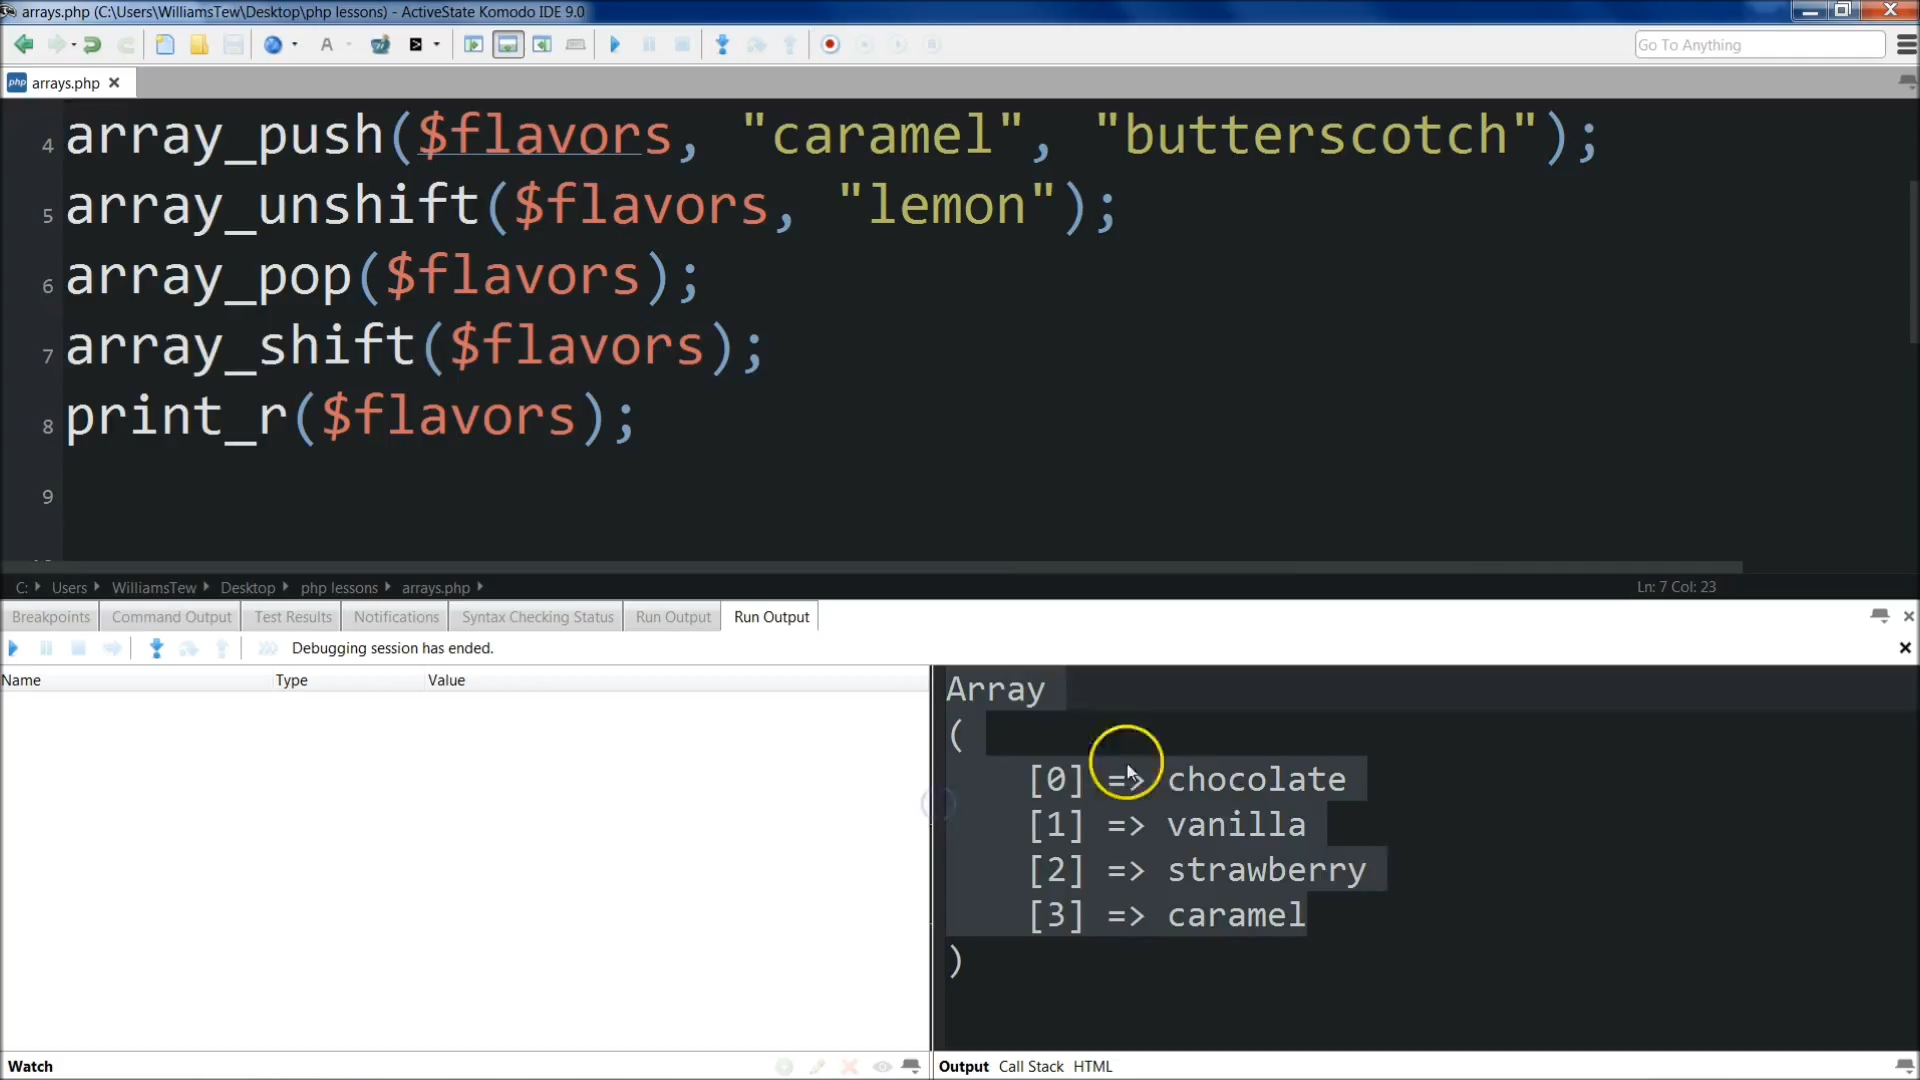 arrays.php (C:\Users\WilliamsTew\Desktop\php lessons) - ActiveState Komodo IDE 9.0
Go To Anything
php arrays.php
4 array_push($flavors, "caramel", "butterscotch");
5 array_unshift($flavors, "lemon");
6 array_pop($flavors);
7 array_shift($flavors);
8 print_r($flavors);
9
C: Users WilliamsTew Desktop php lessons arrays.php Ln: 7 Col: 23
Breakpoints Command Output Test Results Notifications Syntax Checking Status Run Output Run Output
Debugging session has ended.
Name Type Value
Array
(
[0] => chocolate
[1] => vanilla
[2] => strawberry
[3] => caramel
)
Watch Output Call Stack HTML